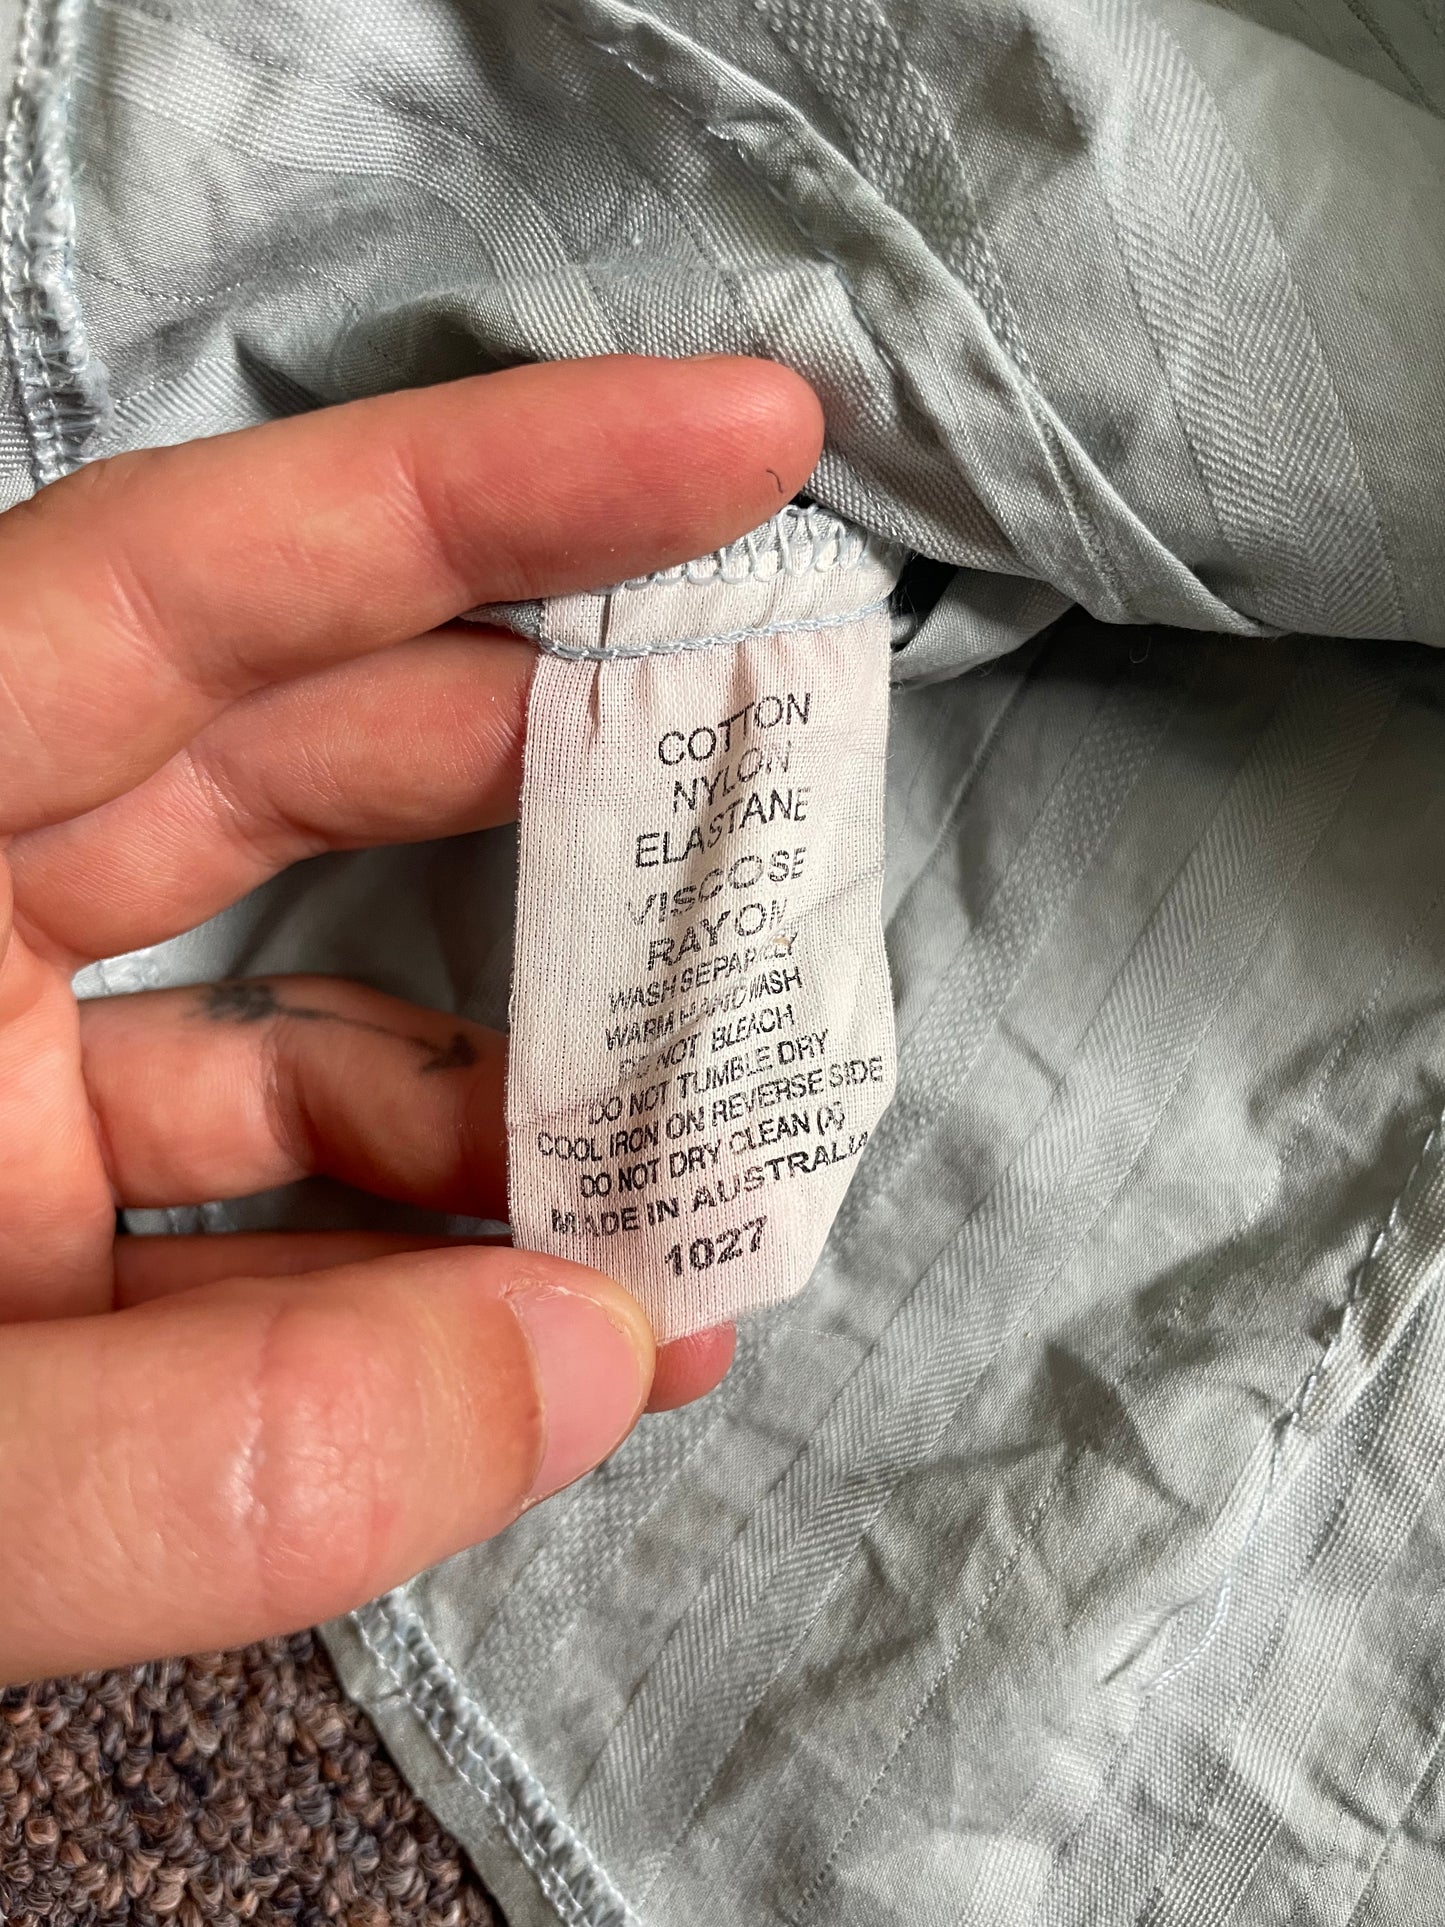 COTTON
NYLON
ELASTANE
VISCOSE
RAYON
WASH SEPARATLY
WARM HAND WASH
DO NOT BLEACH
DO NOT TUMBLE DRY
COOL IRON ON REVERSE SIDE
DO NOT DRY CLEAN (X)
MADE IN AUSTRALIA
1027